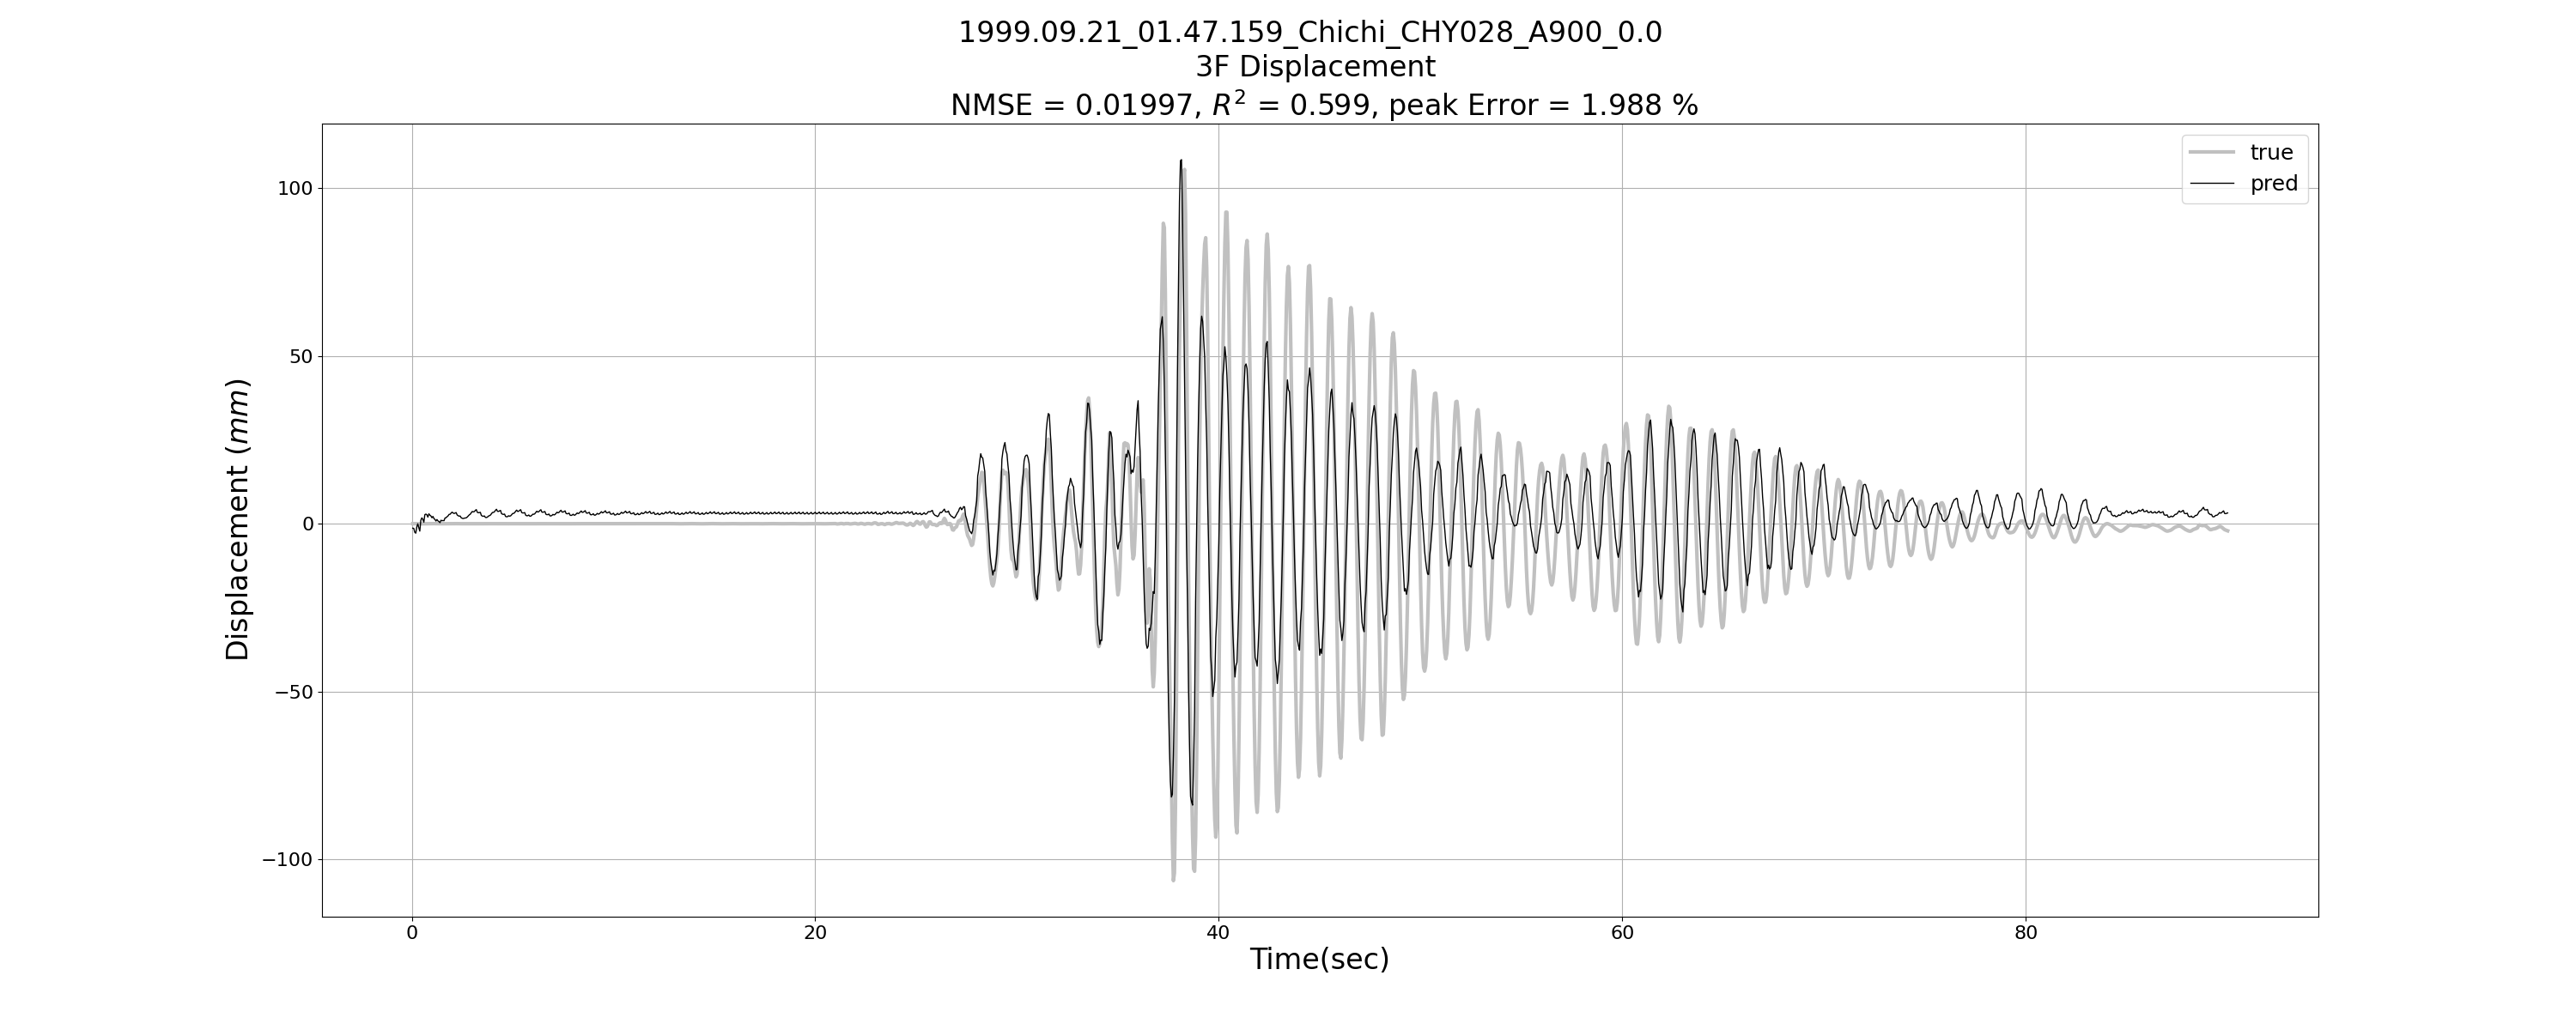 1999.09.21_01.47.159_Chichi_CHY028_A900_0.0
3F Displacement
NMSE = 0.01997, R² = 0.599, peak Error = 1.988 %
true
pred
Displacement (mm)
100
50
0
−50
−100
0
20
40
60
80
Time(sec)